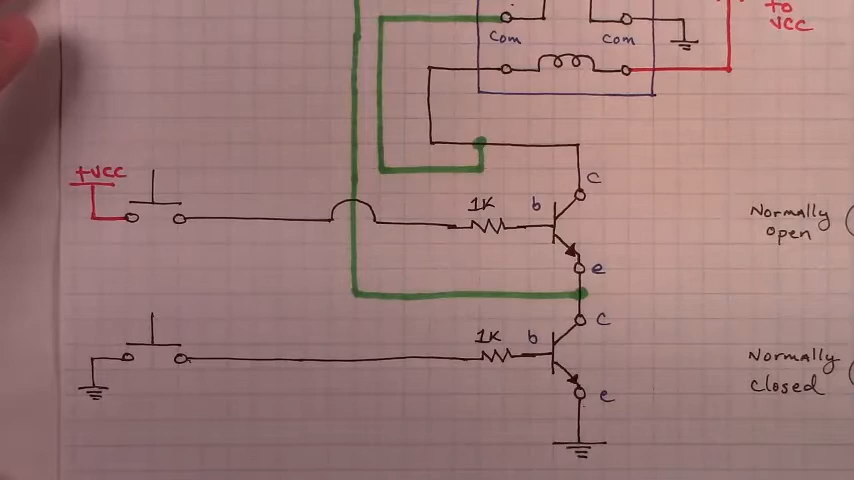 to
VCC
com
com
+VCC
c
1K
b
Normally
open
e
c
1K
b
Normally
closed
e